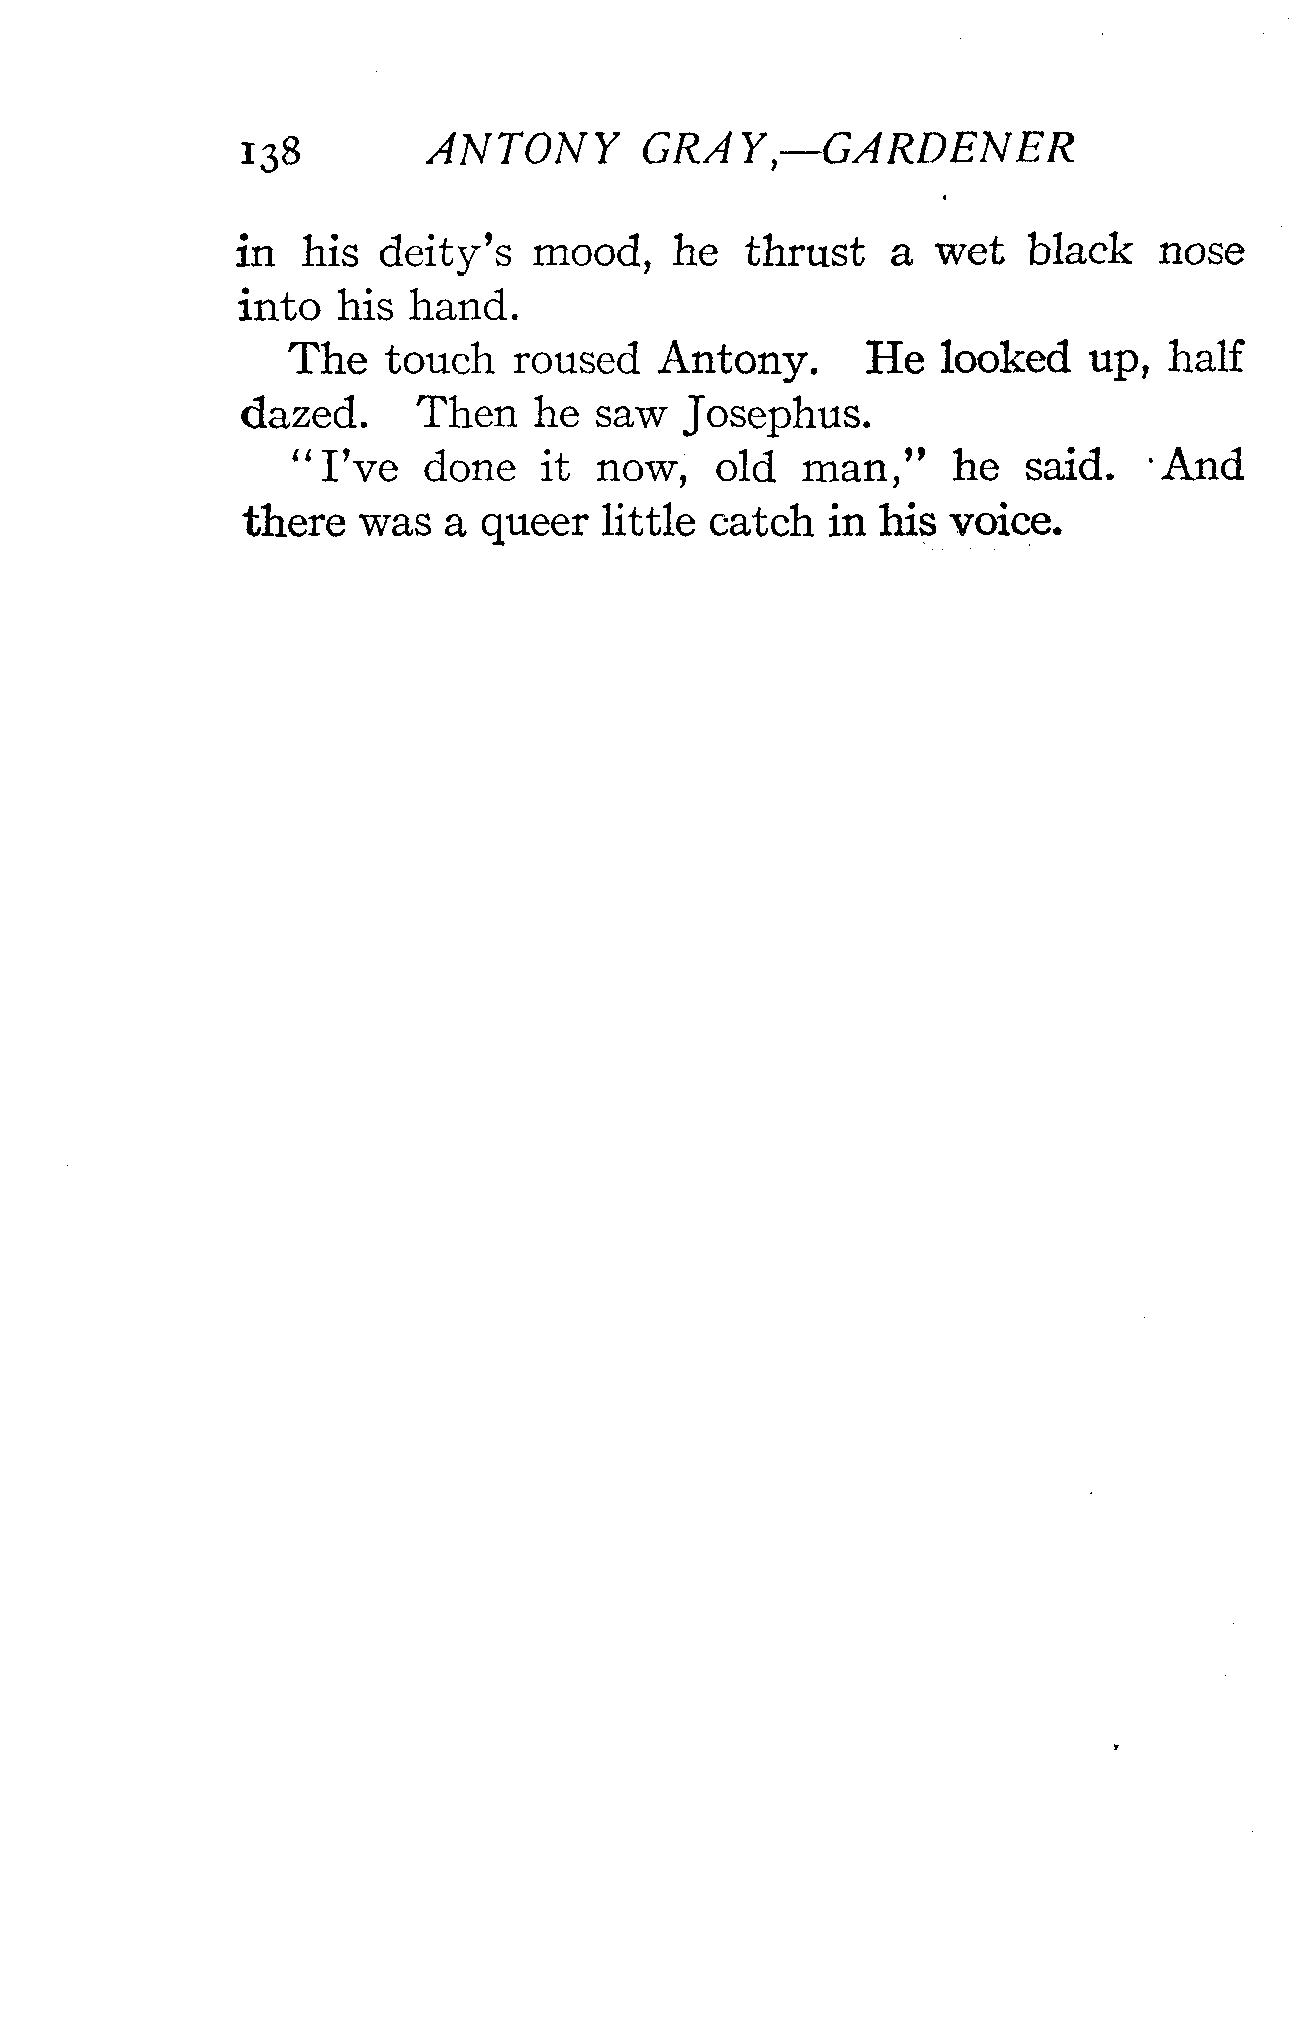 138 ANTONY GRAY,—GARDENER
in his deity's mood, he thrust a wet black nose
into his hand.
The touch roused Antony. He looked up, half
dazed. Then he saw Josephus.
"I've done it now, old man," he said. And
there was a queer little catch in his voice.